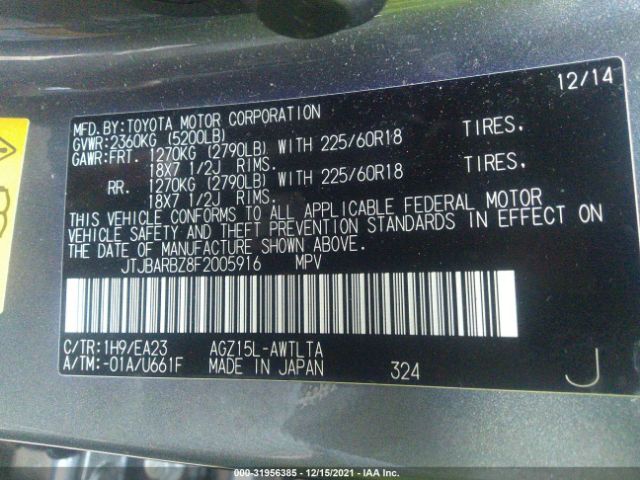 12/14
MFD.BY:TOYOTA MOTOR CORPORATION
GVWR:2360KG (5200LB)
GAWR:FRT. 1270KG (2790LB) WITH 225/60R18 TIRES,
18X7 1/2J RIMS.
RR. 1270KG (2790LB) WITH 225/60R18 TIRES,
18X7 1/2J RIMS.
THIS VEHICLE CONFORMS TO ALL APPLICABLE FEDERAL MOTOR
VEHICLE SAFETY AND THEFT PREVENTION STANDARDS IN EFFECT ON
THE DATE OF MANUFACTURE SHOWN ABOVE.
JTJBARBZ8F2005916 MPV
C/TR:1H9/EA23 AGZ15L-AWTLTA
A/TM:-01A/U661F MADE IN JAPAN 324 J
000-31956385 - 12/15/2021 - IAA Inc.